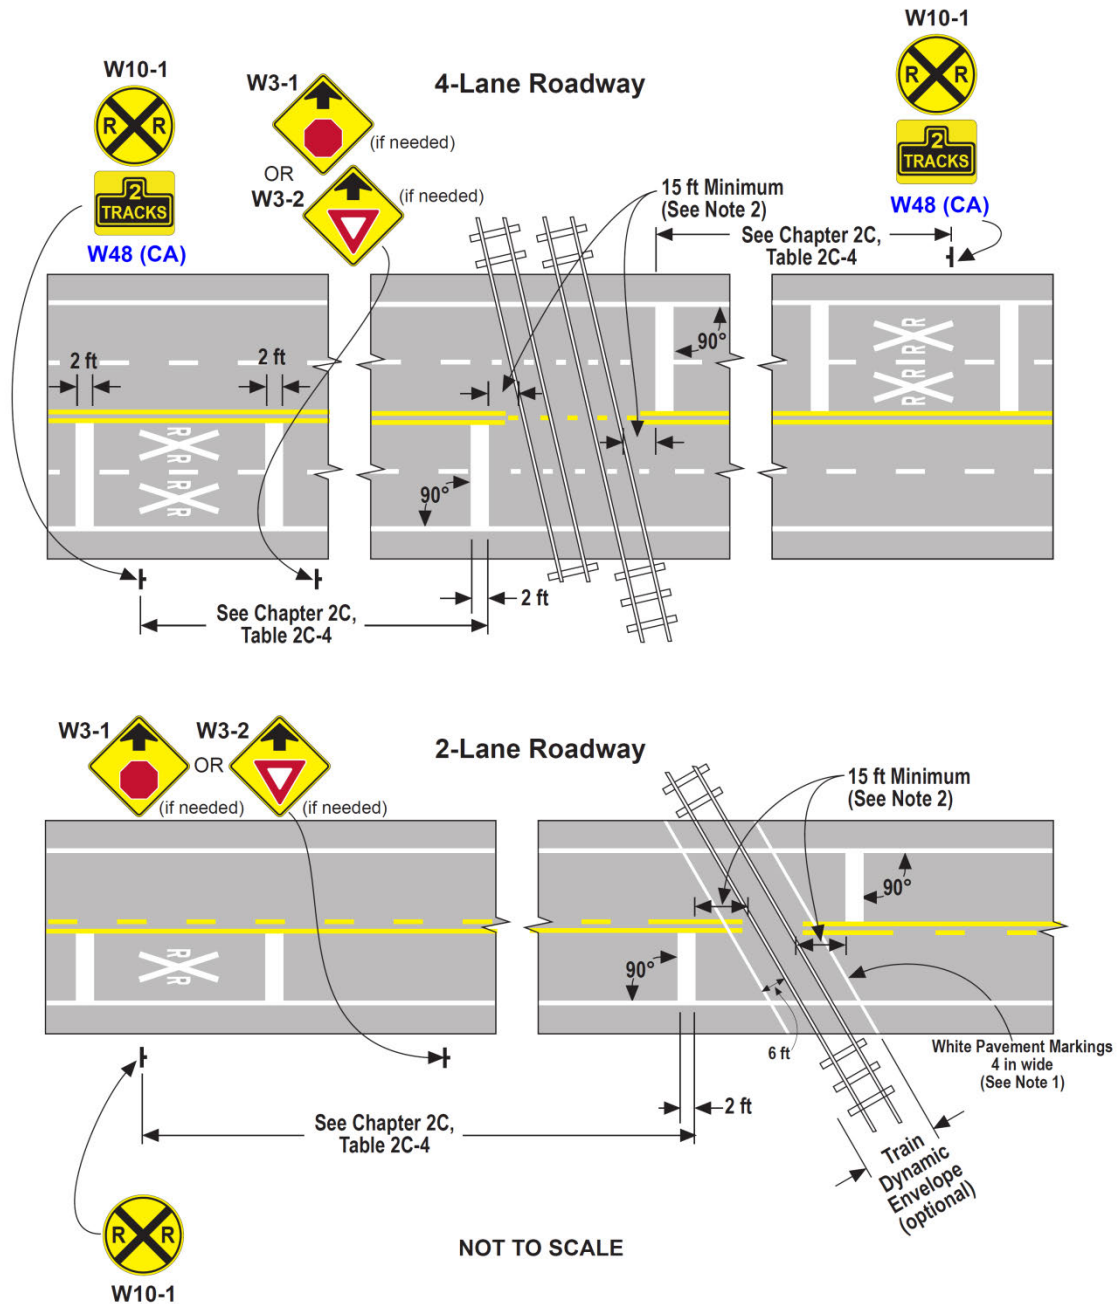 W10-1
R R
2
TRACKS
W48 (CA)
W3-1
(if needed)
OR
W3-2
(if needed)
4-Lane Roadway
15 ft Minimum
(See Note 2)
W10-1
R R
2
TRACKS
W48 (CA)
See Chapter 2C,
Table 2C-4
2 ft
2 ft
90°
90°
R R
R R
R R
R R
2 ft
See Chapter 2C,
Table 2C-4
W3-1
OR
W3-2
(if needed)
(if needed)
2-Lane Roadway
15 ft Minimum
(See Note 2)
90°
90°
R R
6 ft
White Pavement Markings
4 in wide
(See Note 1)
2 ft
See Chapter 2C,
Table 2C-4
Train
Dynamic
Envelope
(optional)
R R
W10-1
NOT TO SCALE